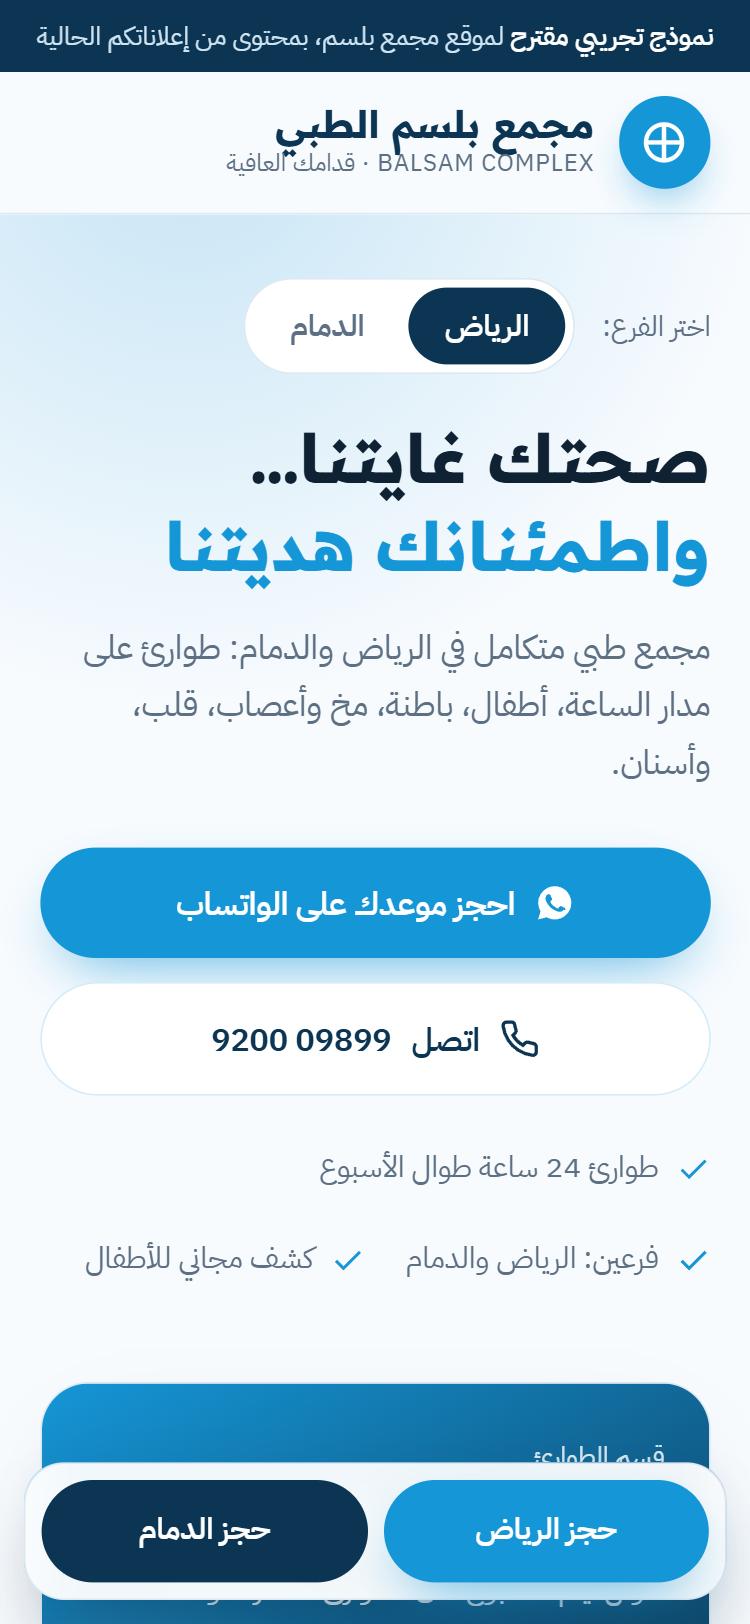 نموذج تجريبي مقترح لموقع مجمع بلسم، بمحتوى من إعلاناتكم الحالية
مجمع بلسم الطبي
BALSAM COMPLEX · قدامك العافية
اختر الفرع:
الرياض
الدمام
صحتك غايتنا...
واطمئنانك هديتنا
مجمع طبي متكامل في الرياض والدمام: طوارئ على
مدار الساعة، أطفال، باطنة، مخ وأعصاب، قلب،
وأسنان.
احجز موعدك على الواتساب
اتصل 9200 09899
طوارئ 24 ساعة طوال الأسبوع
فرعين: الرياض والدمام
كشف مجاني للأطفال
قسم الطوارئ
حجز الرياض
حجز الدمام